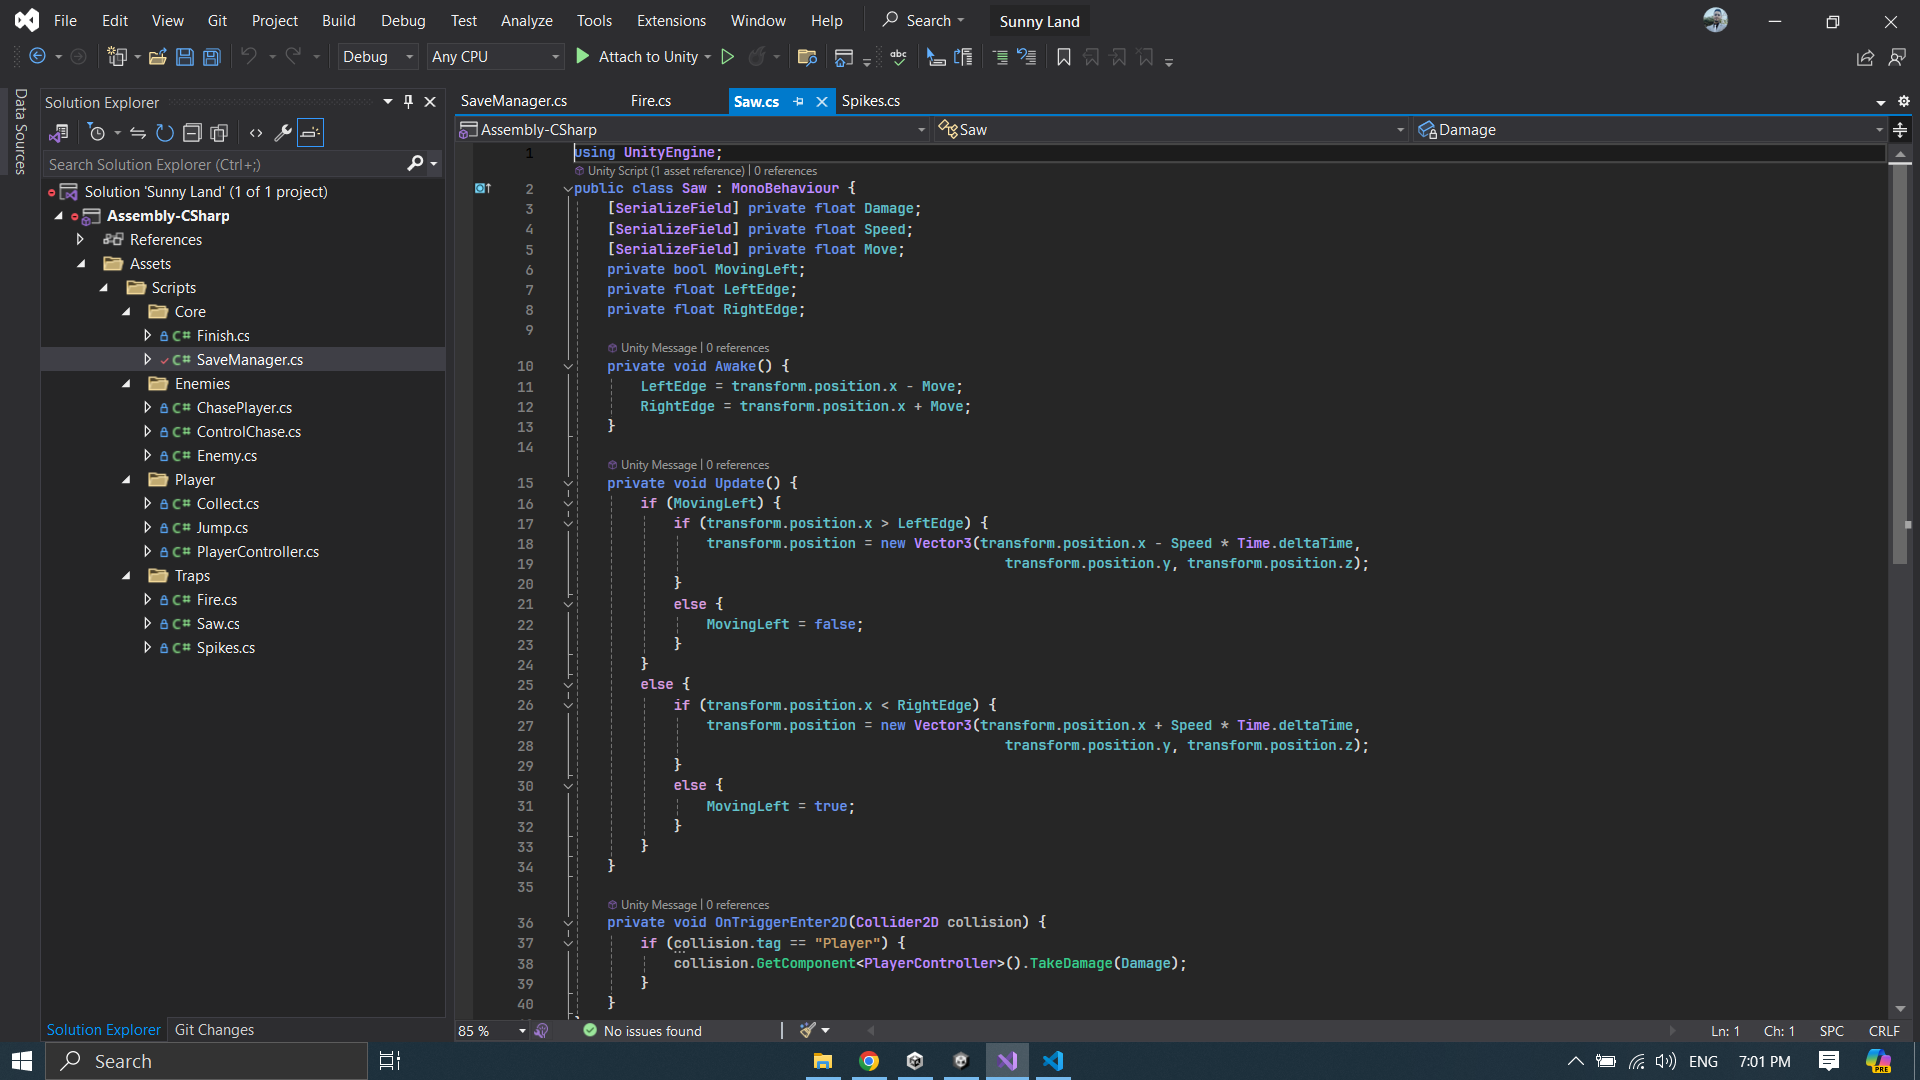 File Edit View Git Project Build Debug Test Analyze Tools Extensions Window Help Search Sunny Land
Debug Any CPU Attach to Unity
Data Sources
Solution Explorer
Search Solution Explorer (Ctrl+;)
Solution 'Sunny Land' (1 of 1 project)
Assembly-CSharp
References
Assets
Scripts
Core
C# Finish.cs
C# SaveManager.cs
Enemies
C# ChasePlayer.cs
C# ControlChase.cs
C# Enemy.cs
Player
C# Collect.cs
C# Jump.cs
C# PlayerController.cs
Traps
C# Fire.cs
C# Saw.cs
C# Spikes.cs
Solution Explorer Git Changes
SaveManager.cs Fire.cs Saw.cs Spikes.cs
Assembly-CSharp Saw Damage
1 using UnityEngine;
Unity Script (1 asset reference) | 0 references
2 public class Saw : MonoBehaviour {
3 [SerializeField] private float Damage;
4 [SerializeField] private float Speed;
5 [SerializeField] private float Move;
6 private bool MovingLeft;
7 private float LeftEdge;
8 private float RightEdge;
9
Unity Message | 0 references
10 private void Awake() {
11 LeftEdge = transform.position.x - Move;
12 RightEdge = transform.position.x + Move;
13 }
14
Unity Message | 0 references
15 private void Update() {
16 if (MovingLeft) {
17 if (transform.position.x > LeftEdge) {
18 transform.position = new Vector3(transform.position.x - Speed * Time.deltaTime,
19 transform.position.y, transform.position.z);
20 }
21 else {
22 MovingLeft = false;
23 }
24 }
25 else {
26 if (transform.position.x < RightEdge) {
27 transform.position = new Vector3(transform.position.x + Speed * Time.deltaTime,
28 transform.position.y, transform.position.z);
29 }
30 else {
31 MovingLeft = true;
32 }
33 }
34 }
35
Unity Message | 0 references
36 private void OnTriggerEnter2D(Collider2D collision) {
37 if (collision.tag == "Player") {
38 collision.GetComponent<PlayerController>().TakeDamage(Damage);
39 }
40 }
85 % No issues found Ln: 1 Ch: 1 SPC CRLF
Search ENG 7:01 PM PRE